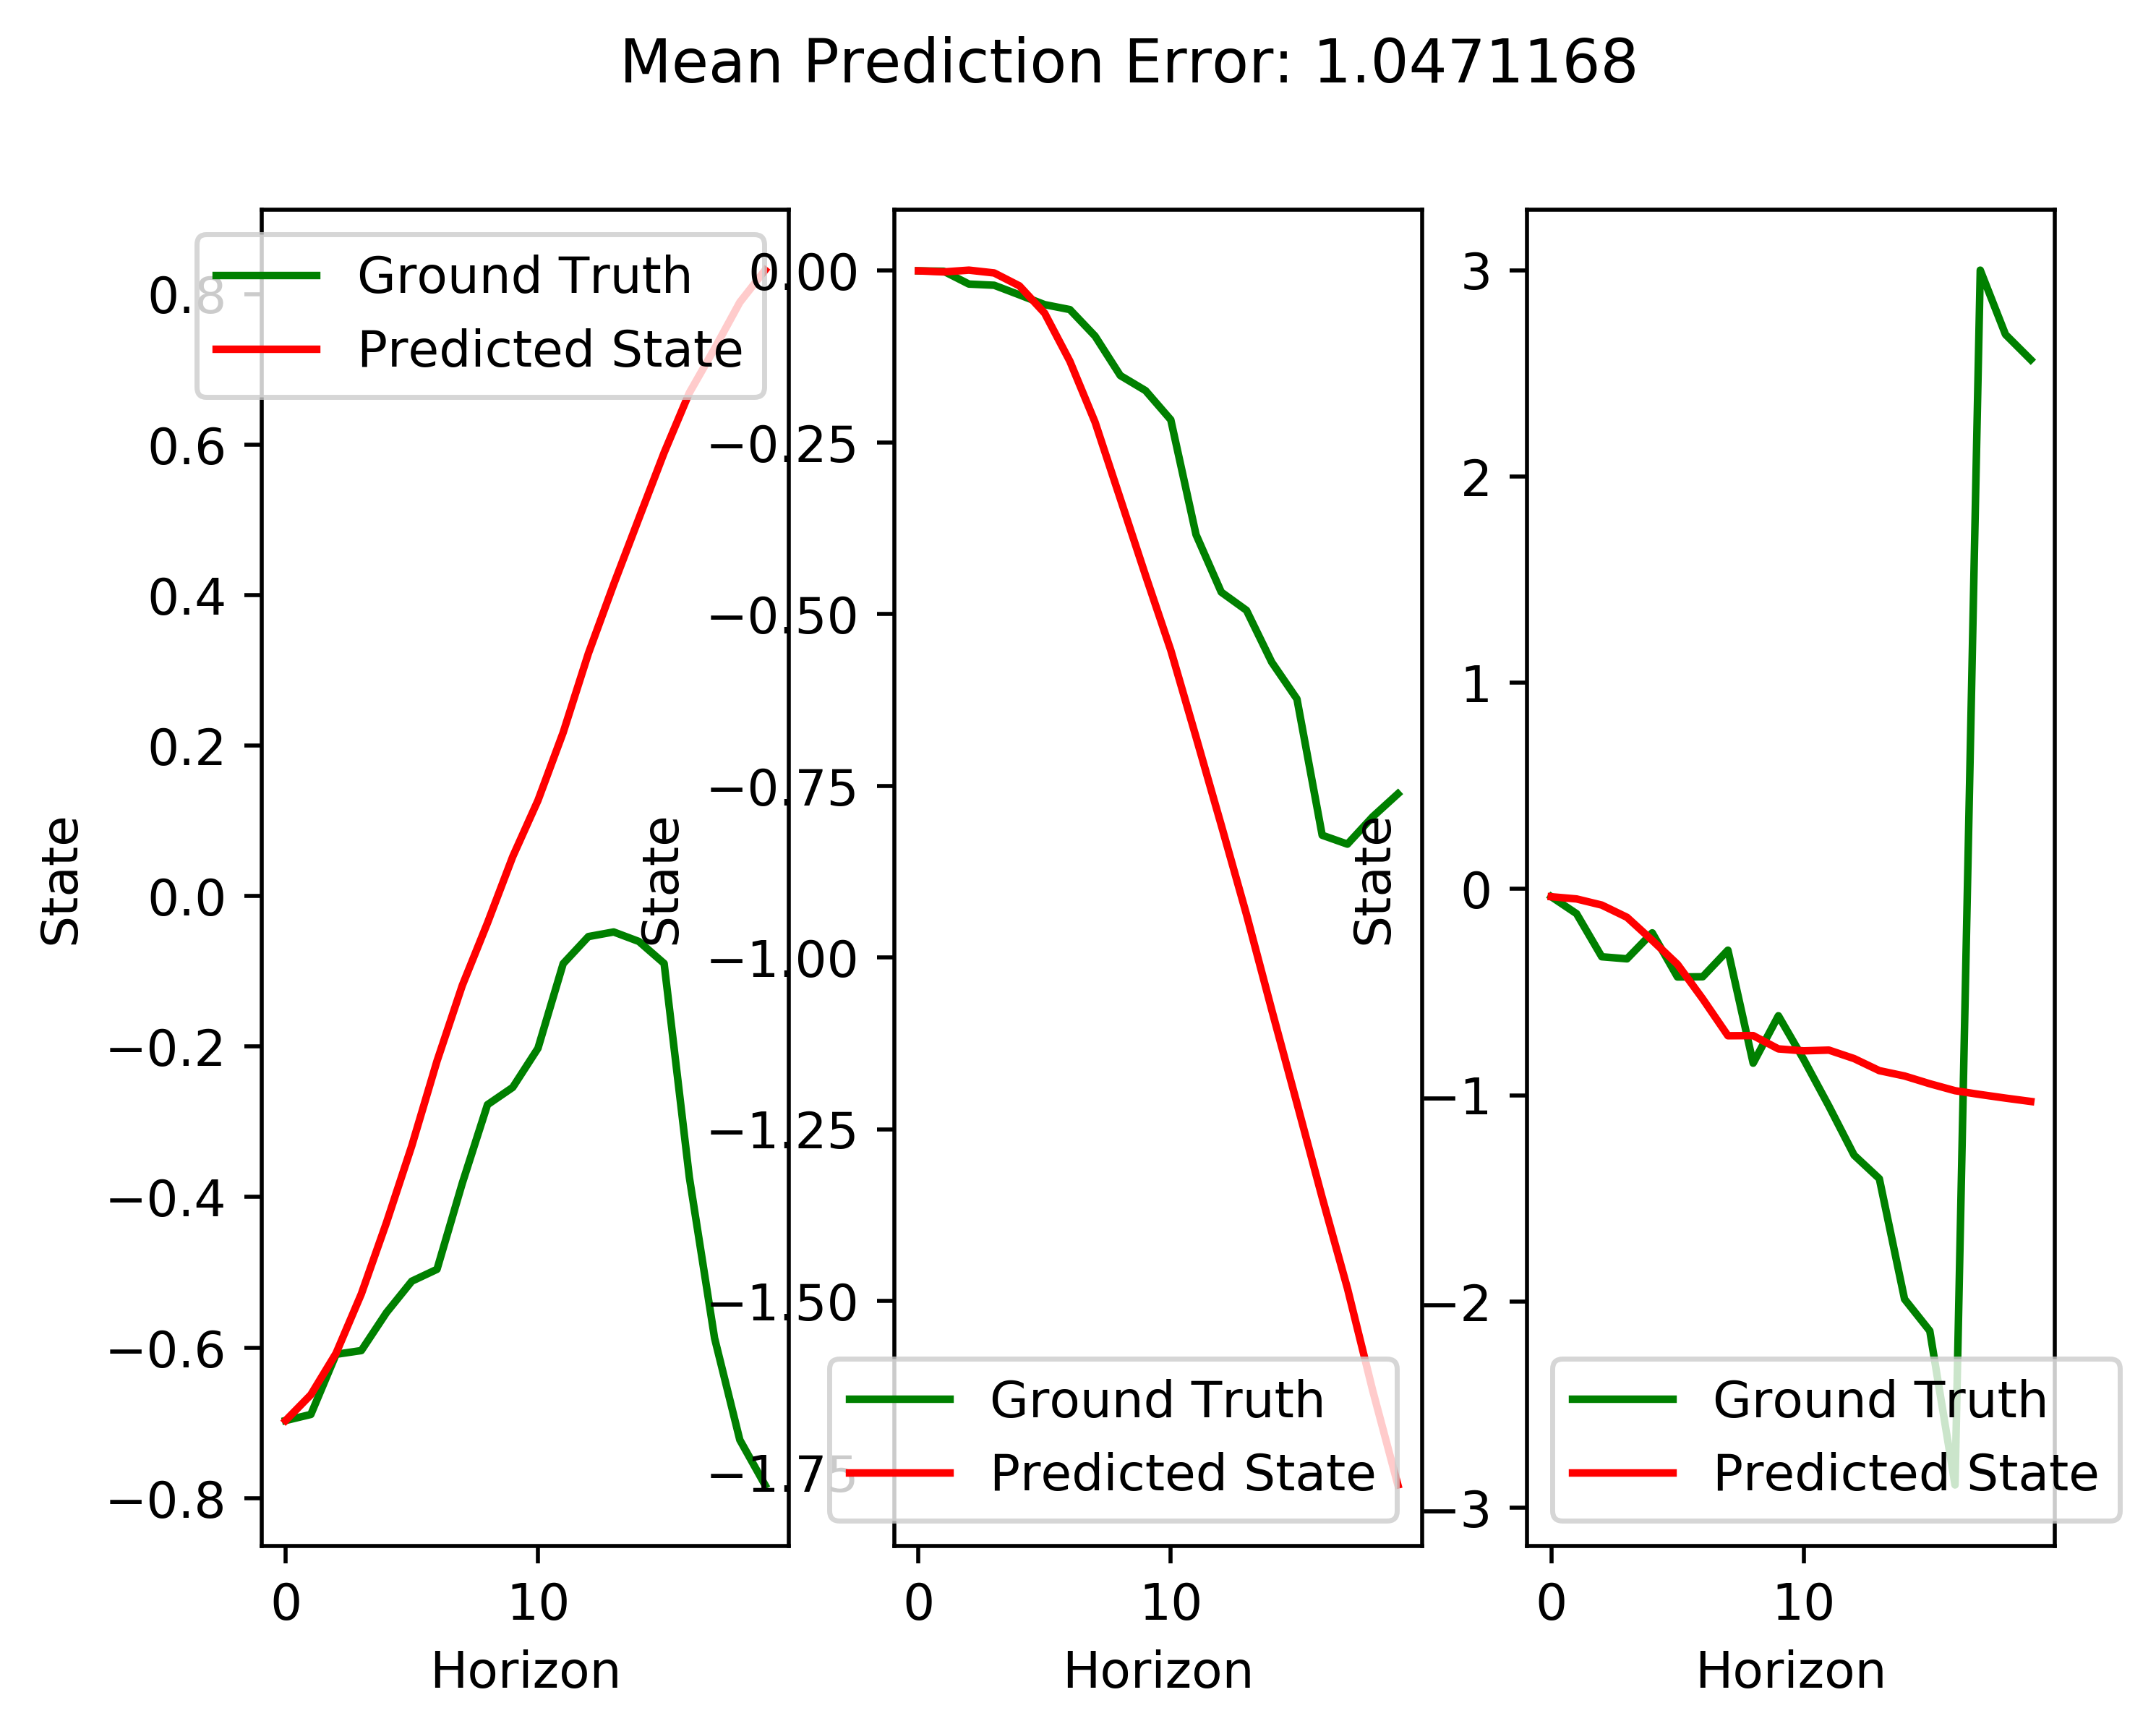 Mean Prediction Error: 1.0471168
Ground Truth
Predicted State
0.8
0.6
0.4
0.2
0.0
−0.2
−0.4
−0.6
−0.8
State
0 10
Horizon
0.00
−0.25
−0.50
−0.75
−1.00
−1.25
−1.50
−1.75
State
Ground Truth
Predicted State
0 10
Horizon
3
2
1
0
−1
−2
−3
State
Ground Truth
Predicted State
0 10
Horizon